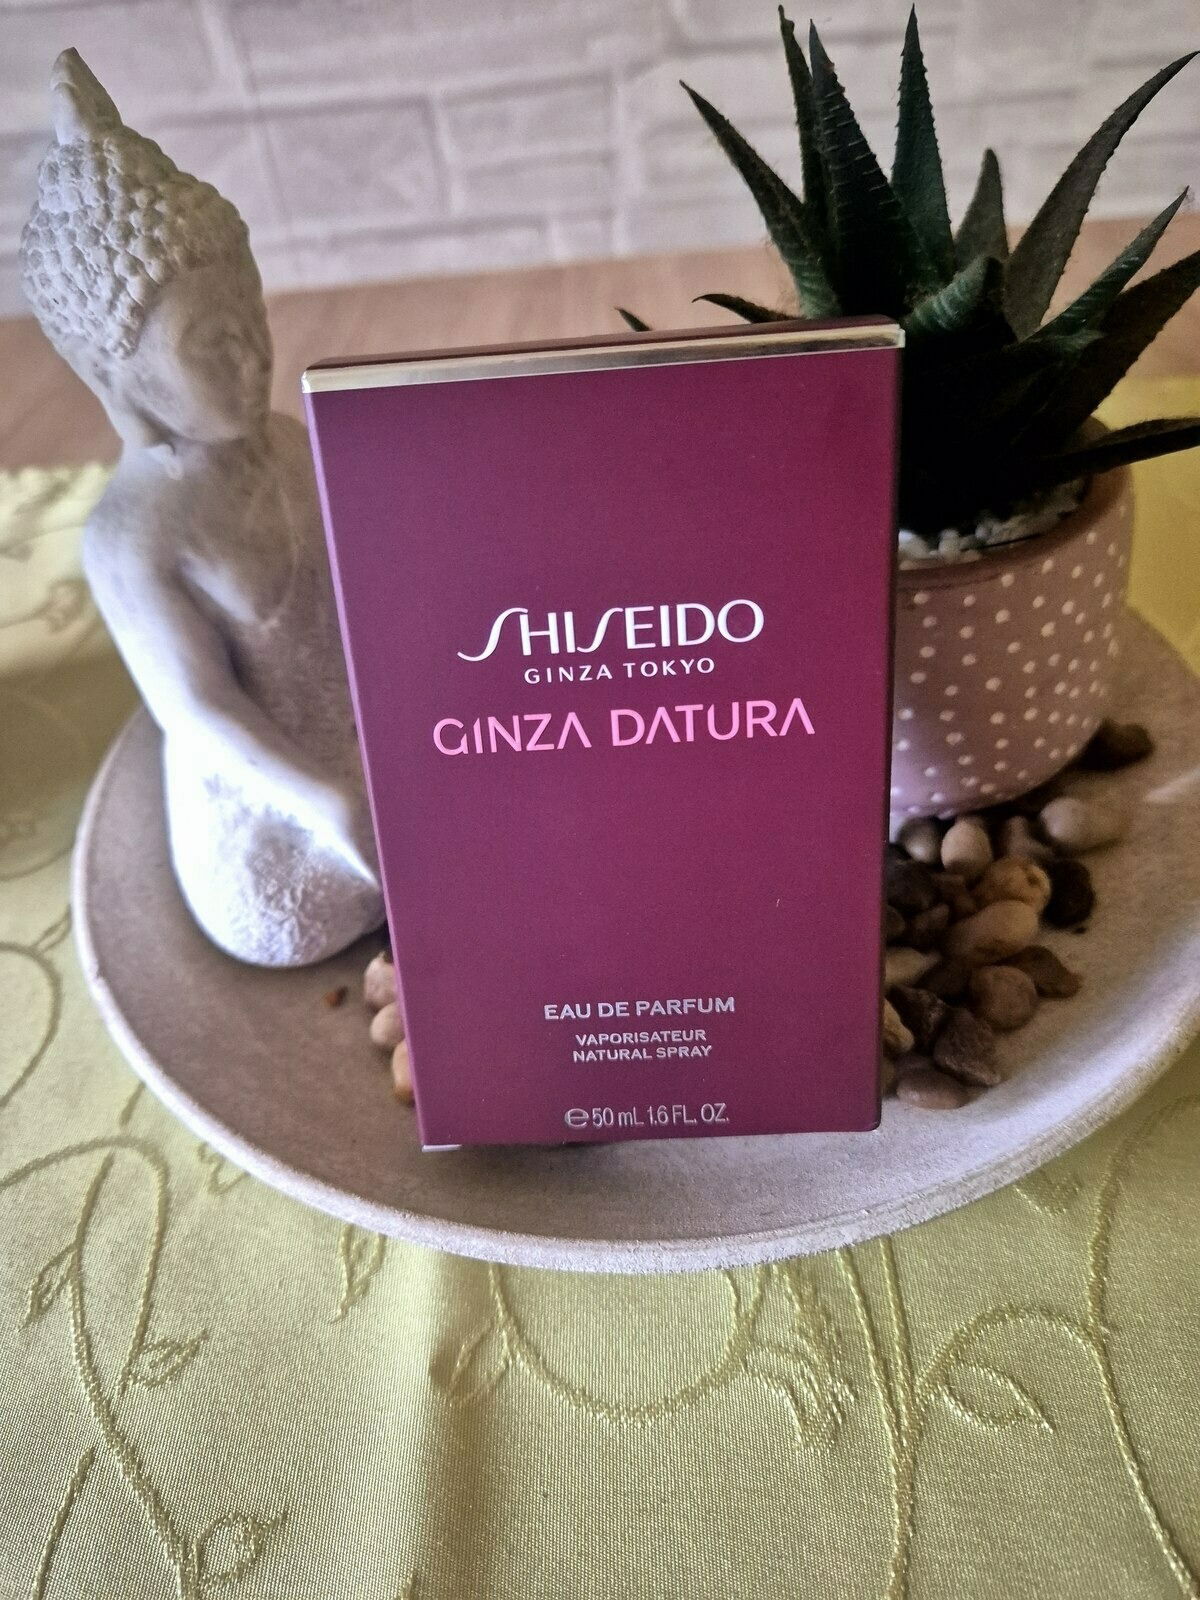 SHISEIDO
GINZA TOKYO
GINZA DATURA
EAU DE PARFUM
VAPORISATEUR
NATURAL SPRAY
℮ 50 mL 1.6 FL. OZ.